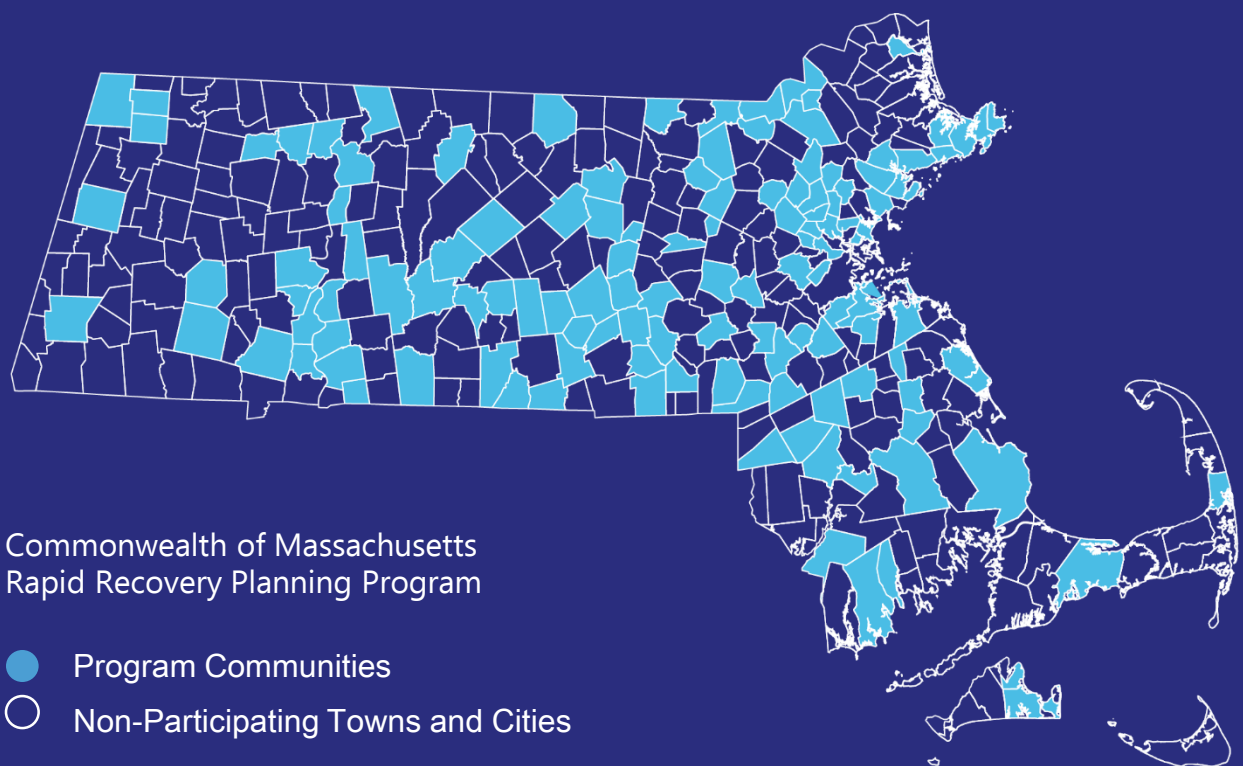 Commonwealth of Massachusetts
Rapid Recovery Planning Program
Program Communities
Non-Participating Towns and Cities